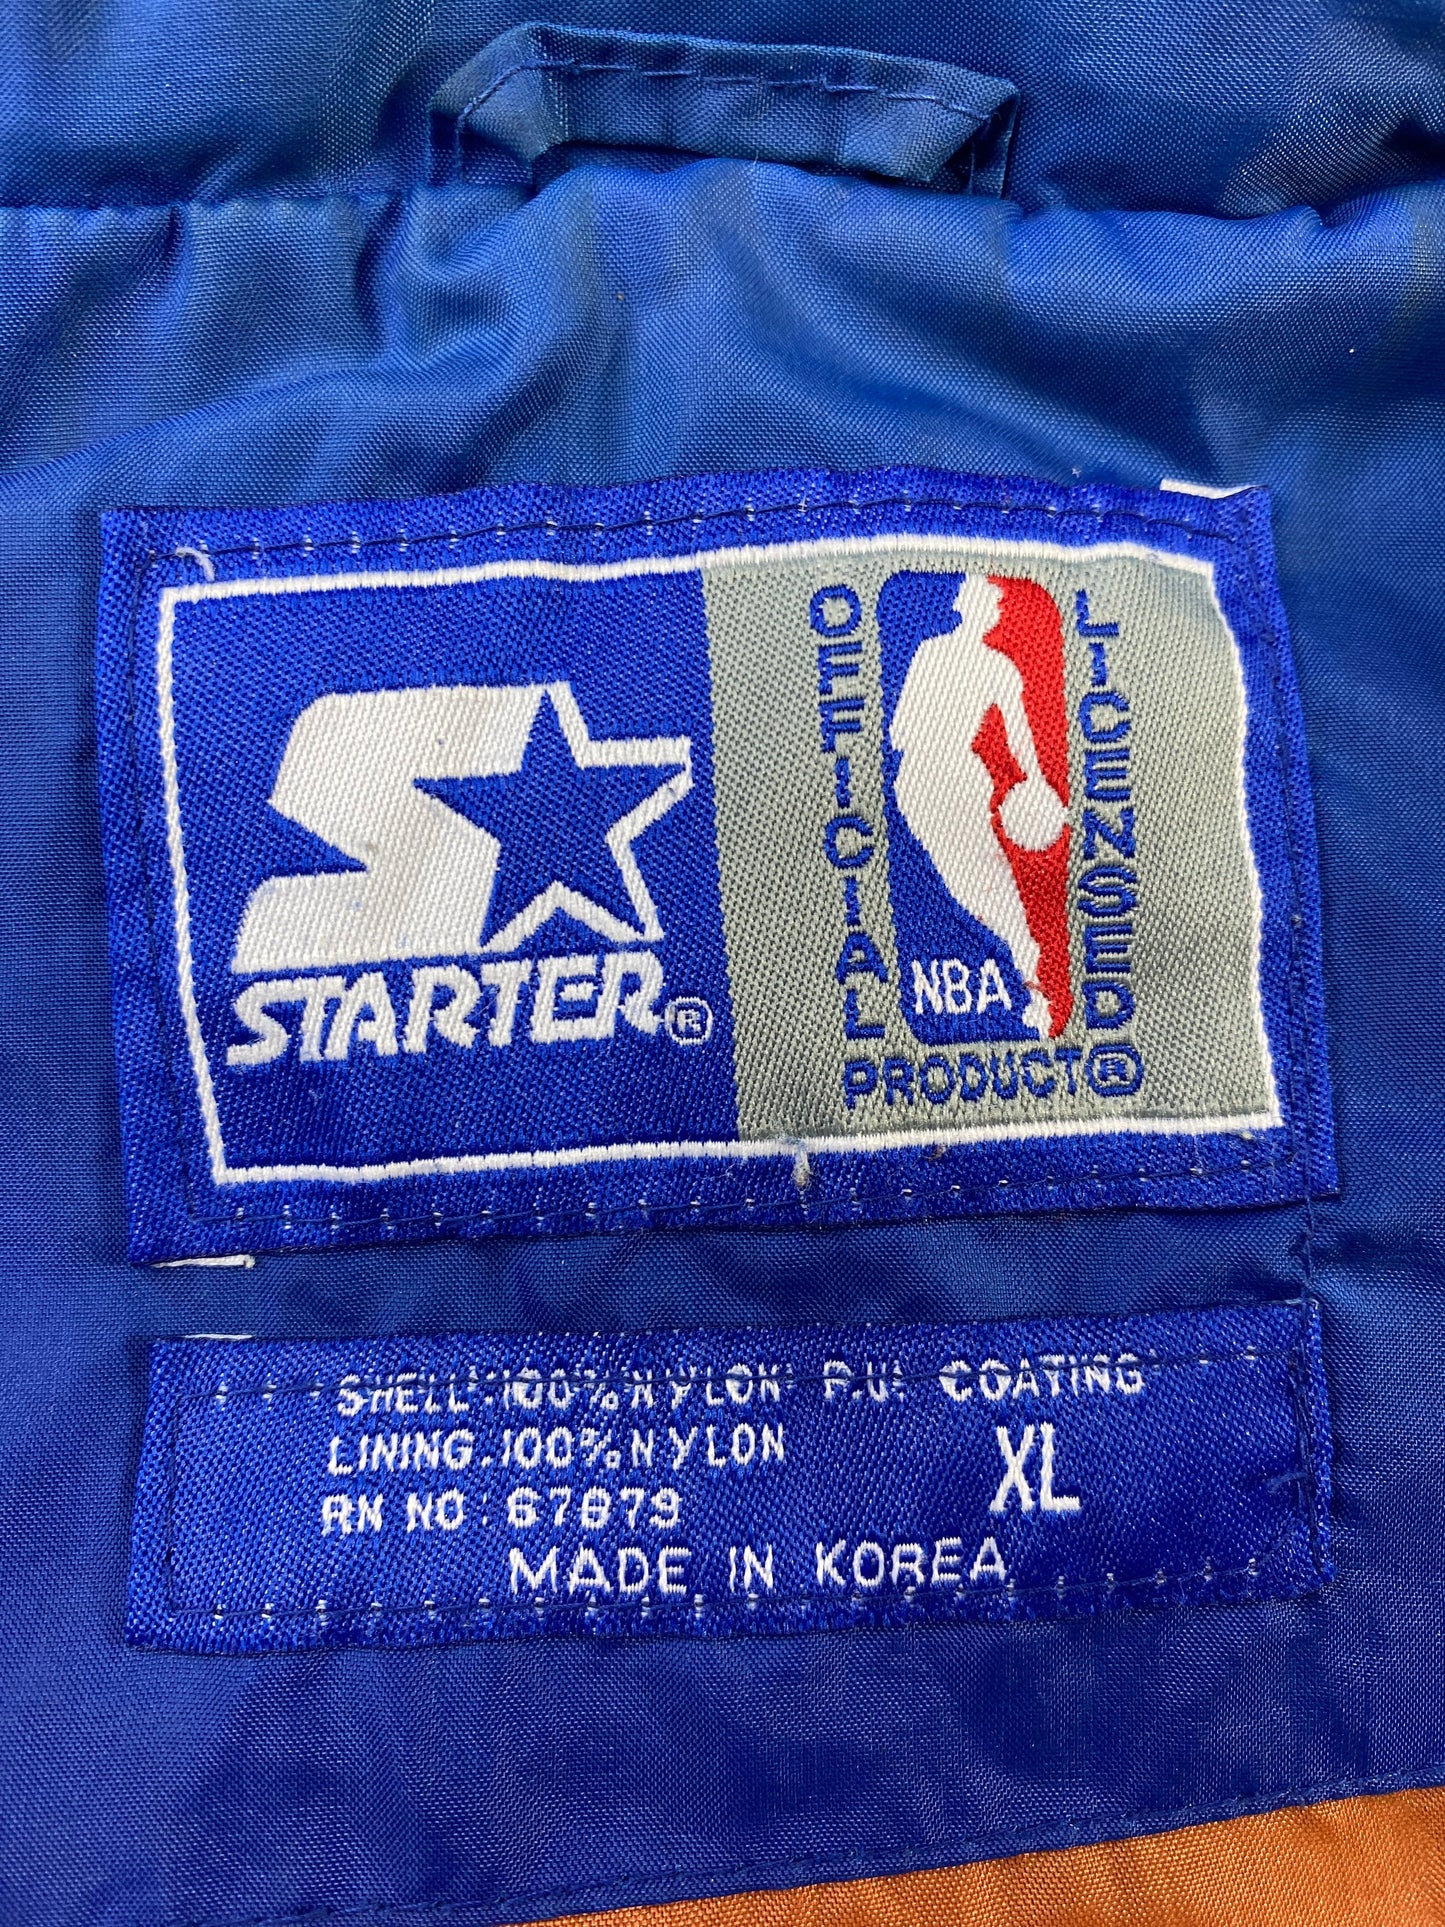 STARTER®
OFFICIAL
LICENSED
NBA
PRODUCT®
SHELL.100%NYLON P.U. COATING
LINING.100%NYLON
XL
RN NO: 67879
MADE IN KOREA